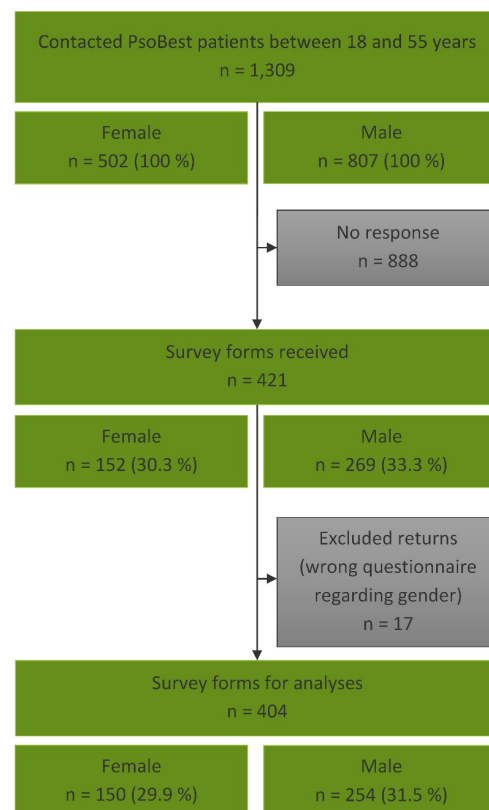 Contacted PsoBest patients between 18 and 55 years
n = 1,309
Female
n = 502 (100 %)
Male
n = 807 (100 %)
No response
n = 888
Survey forms received
n = 421
Female
n = 152 (30.3 %)
Male
n = 269 (33.3 %)
Excluded returns
(wrong questionnaire
regarding gender)
n = 17
Survey forms for analyses
n = 404
Female
n = 150 (29.9 %)
Male
n = 254 (31.5 %)